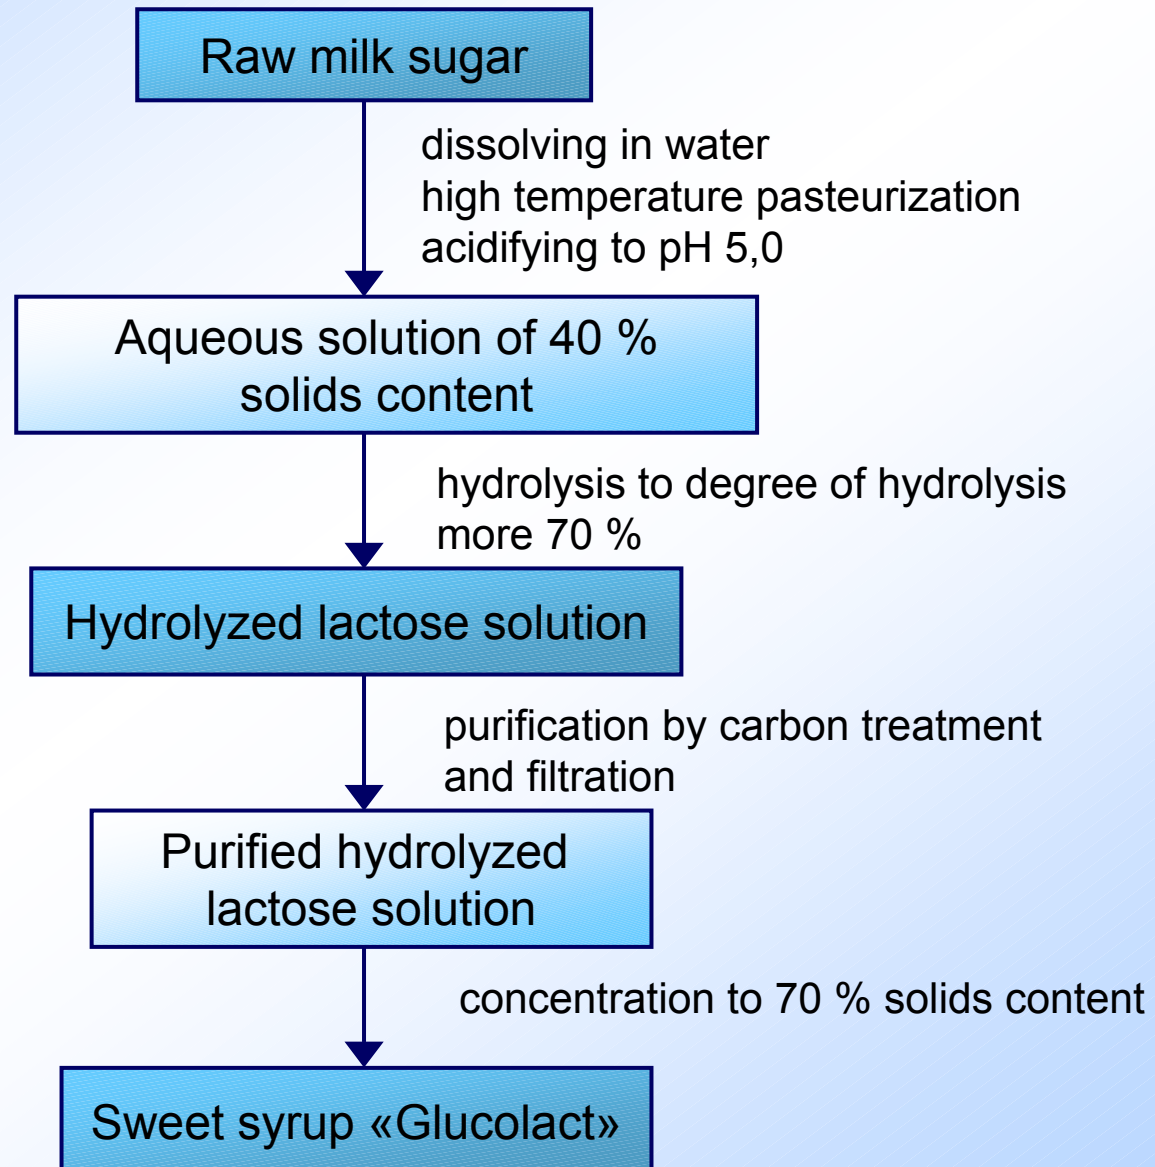 Raw milk sugar
dissolving in water
high temperature pasteurization
acidifying to pH 5,0
Aqueous solution of 40 %
solids content
hydrolysis to degree of hydrolysis
more 70 %
Hydrolyzed lactose solution
purification by carbon treatment
and filtration
Purified hydrolyzed
lactose solution
concentration to 70 % solids content
Sweet syrup «Glucolact»